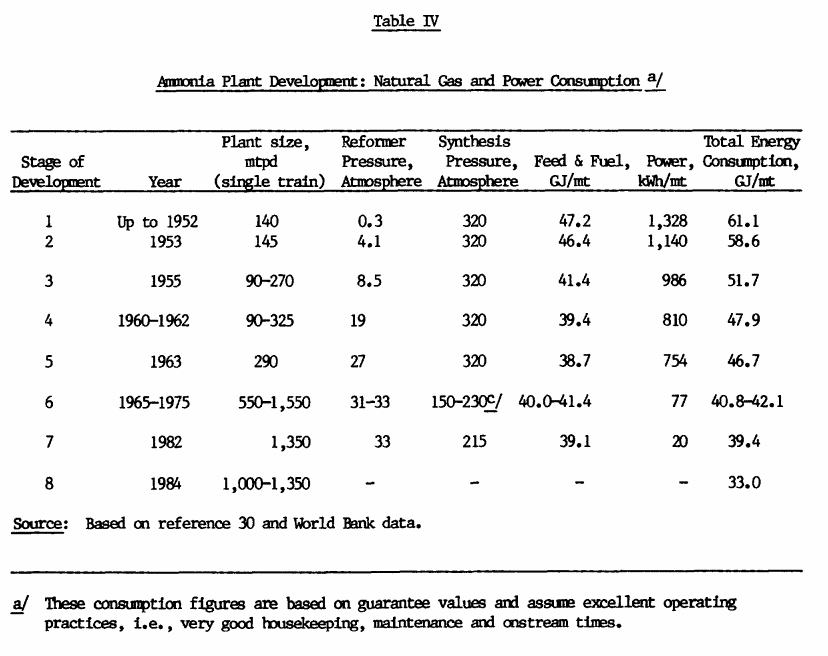 Table IV
Ammonia Plant Development: Natural Gas and Power Consumption a/
Plant size, Reformer Synthesis Total Energy
Stage of mtpd Pressure, Pressure, Feed & Fuel, Power, Consumption,
Development Year (single train) Atmosphere Atmosphere GJ/mt kWh/mt GJ/mt
1 Up to 1952 140 0.3 320 47.2 1,328 61.1
2 1953 145 4.1 320 46.4 1,140 58.6
3 1955 90-270 8.5 320 41.4 986 51.7
4 1960-1962 90-325 19 320 39.4 810 47.9
5 1963 290 27 320 38.7 754 46.7
6 1965-1975 550-1,550 31-33 150-230c/ 40.0-41.4 77 40.8-42.1
7 1982 1,350 33 215 39.1 20 39.4
8 1984 1,000-1,350 - - - - 33.0
Source: Based on reference 30 and World Bank data.
a/ These consumption figures are based on guarantee values and assume excellent operating
practices, i.e., very good housekeeping, maintenance and onstream times.